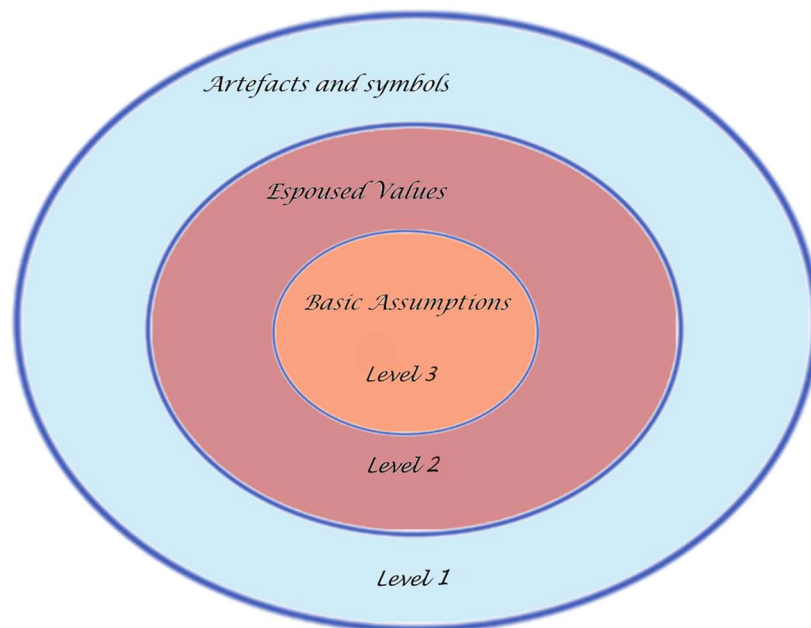 Artefacts and symbols
Espoused Values
Basic Assumptions
Level 3
Level 2
Level 1